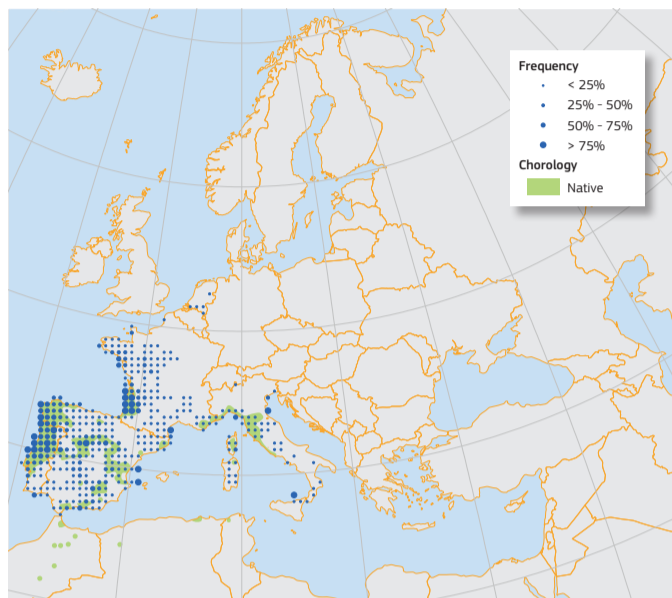 Frequency
< 25%
25% - 50%
50% - 75%
> 75%
Chorology
Native